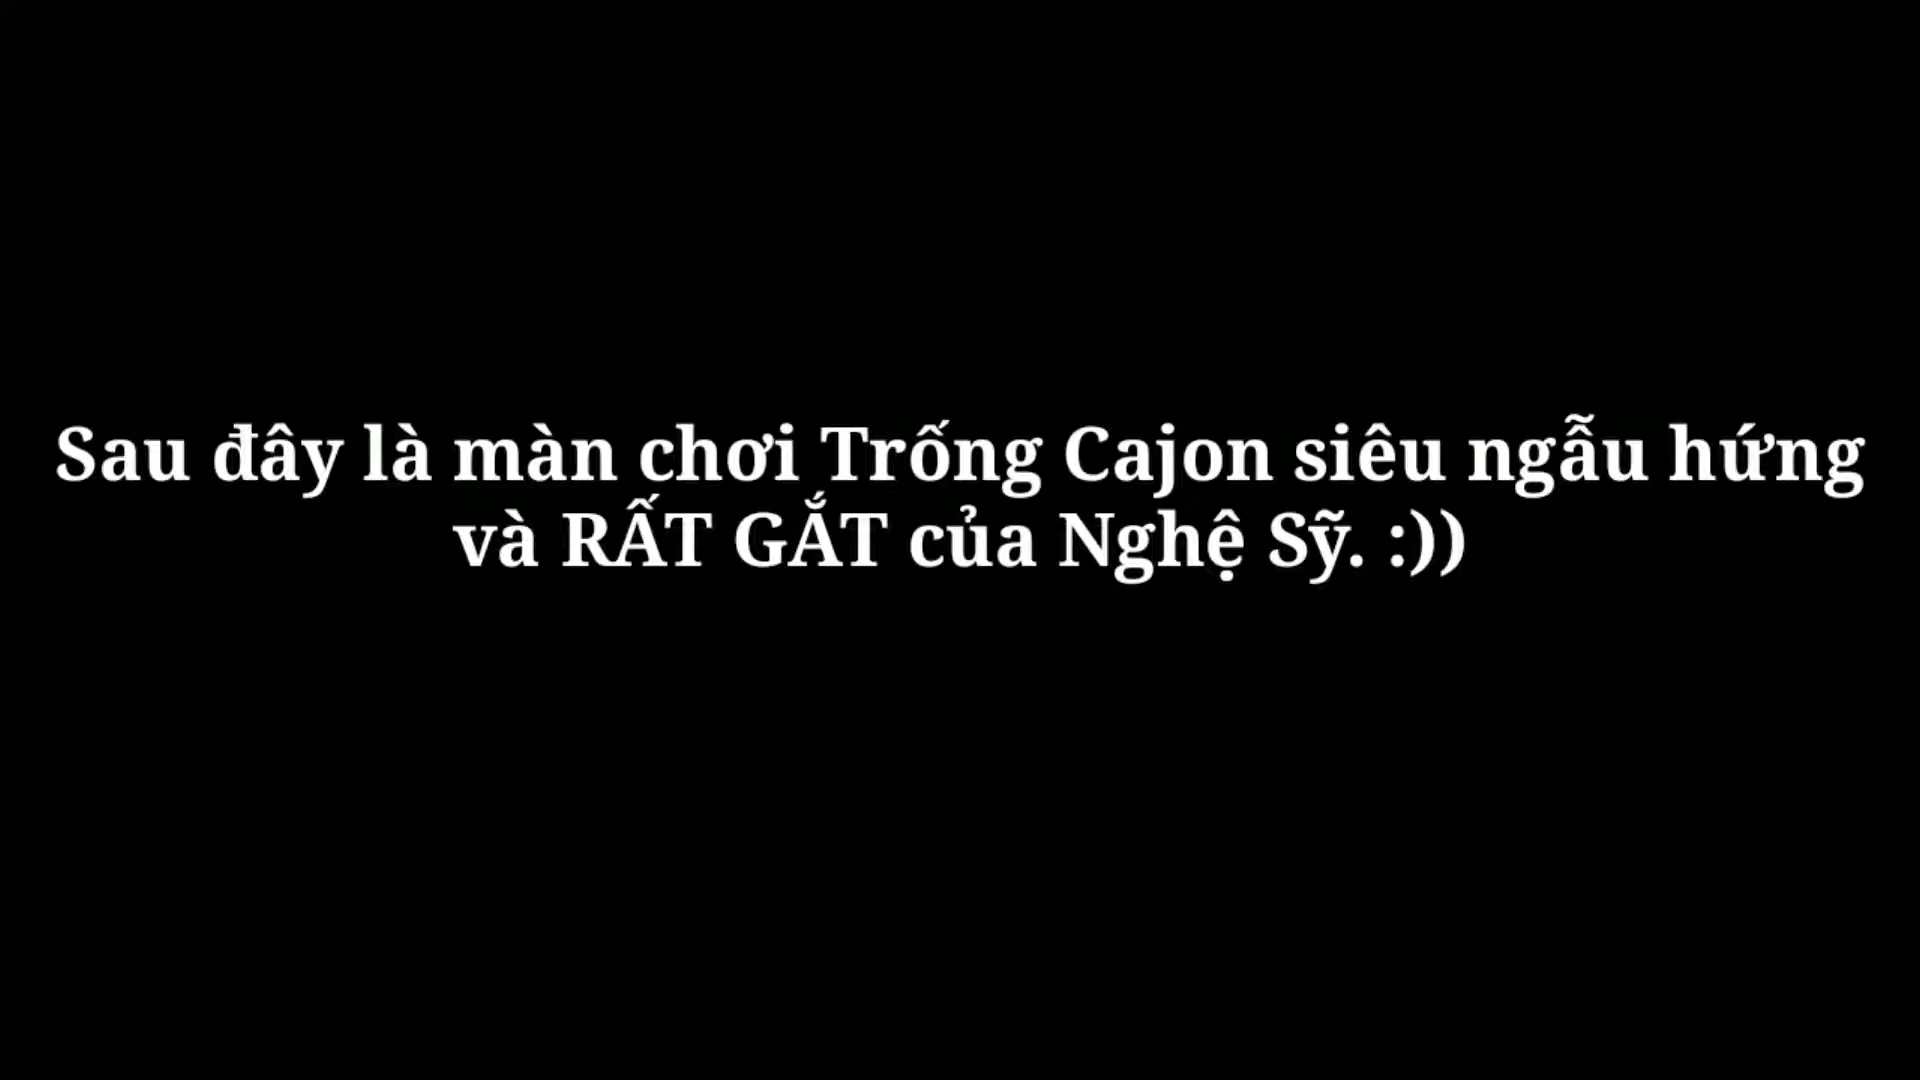 Sau đây là màn chơi Trống Cajon siêu ngẫu hứng
và RẤT GẮT của Nghệ Sỹ. :))